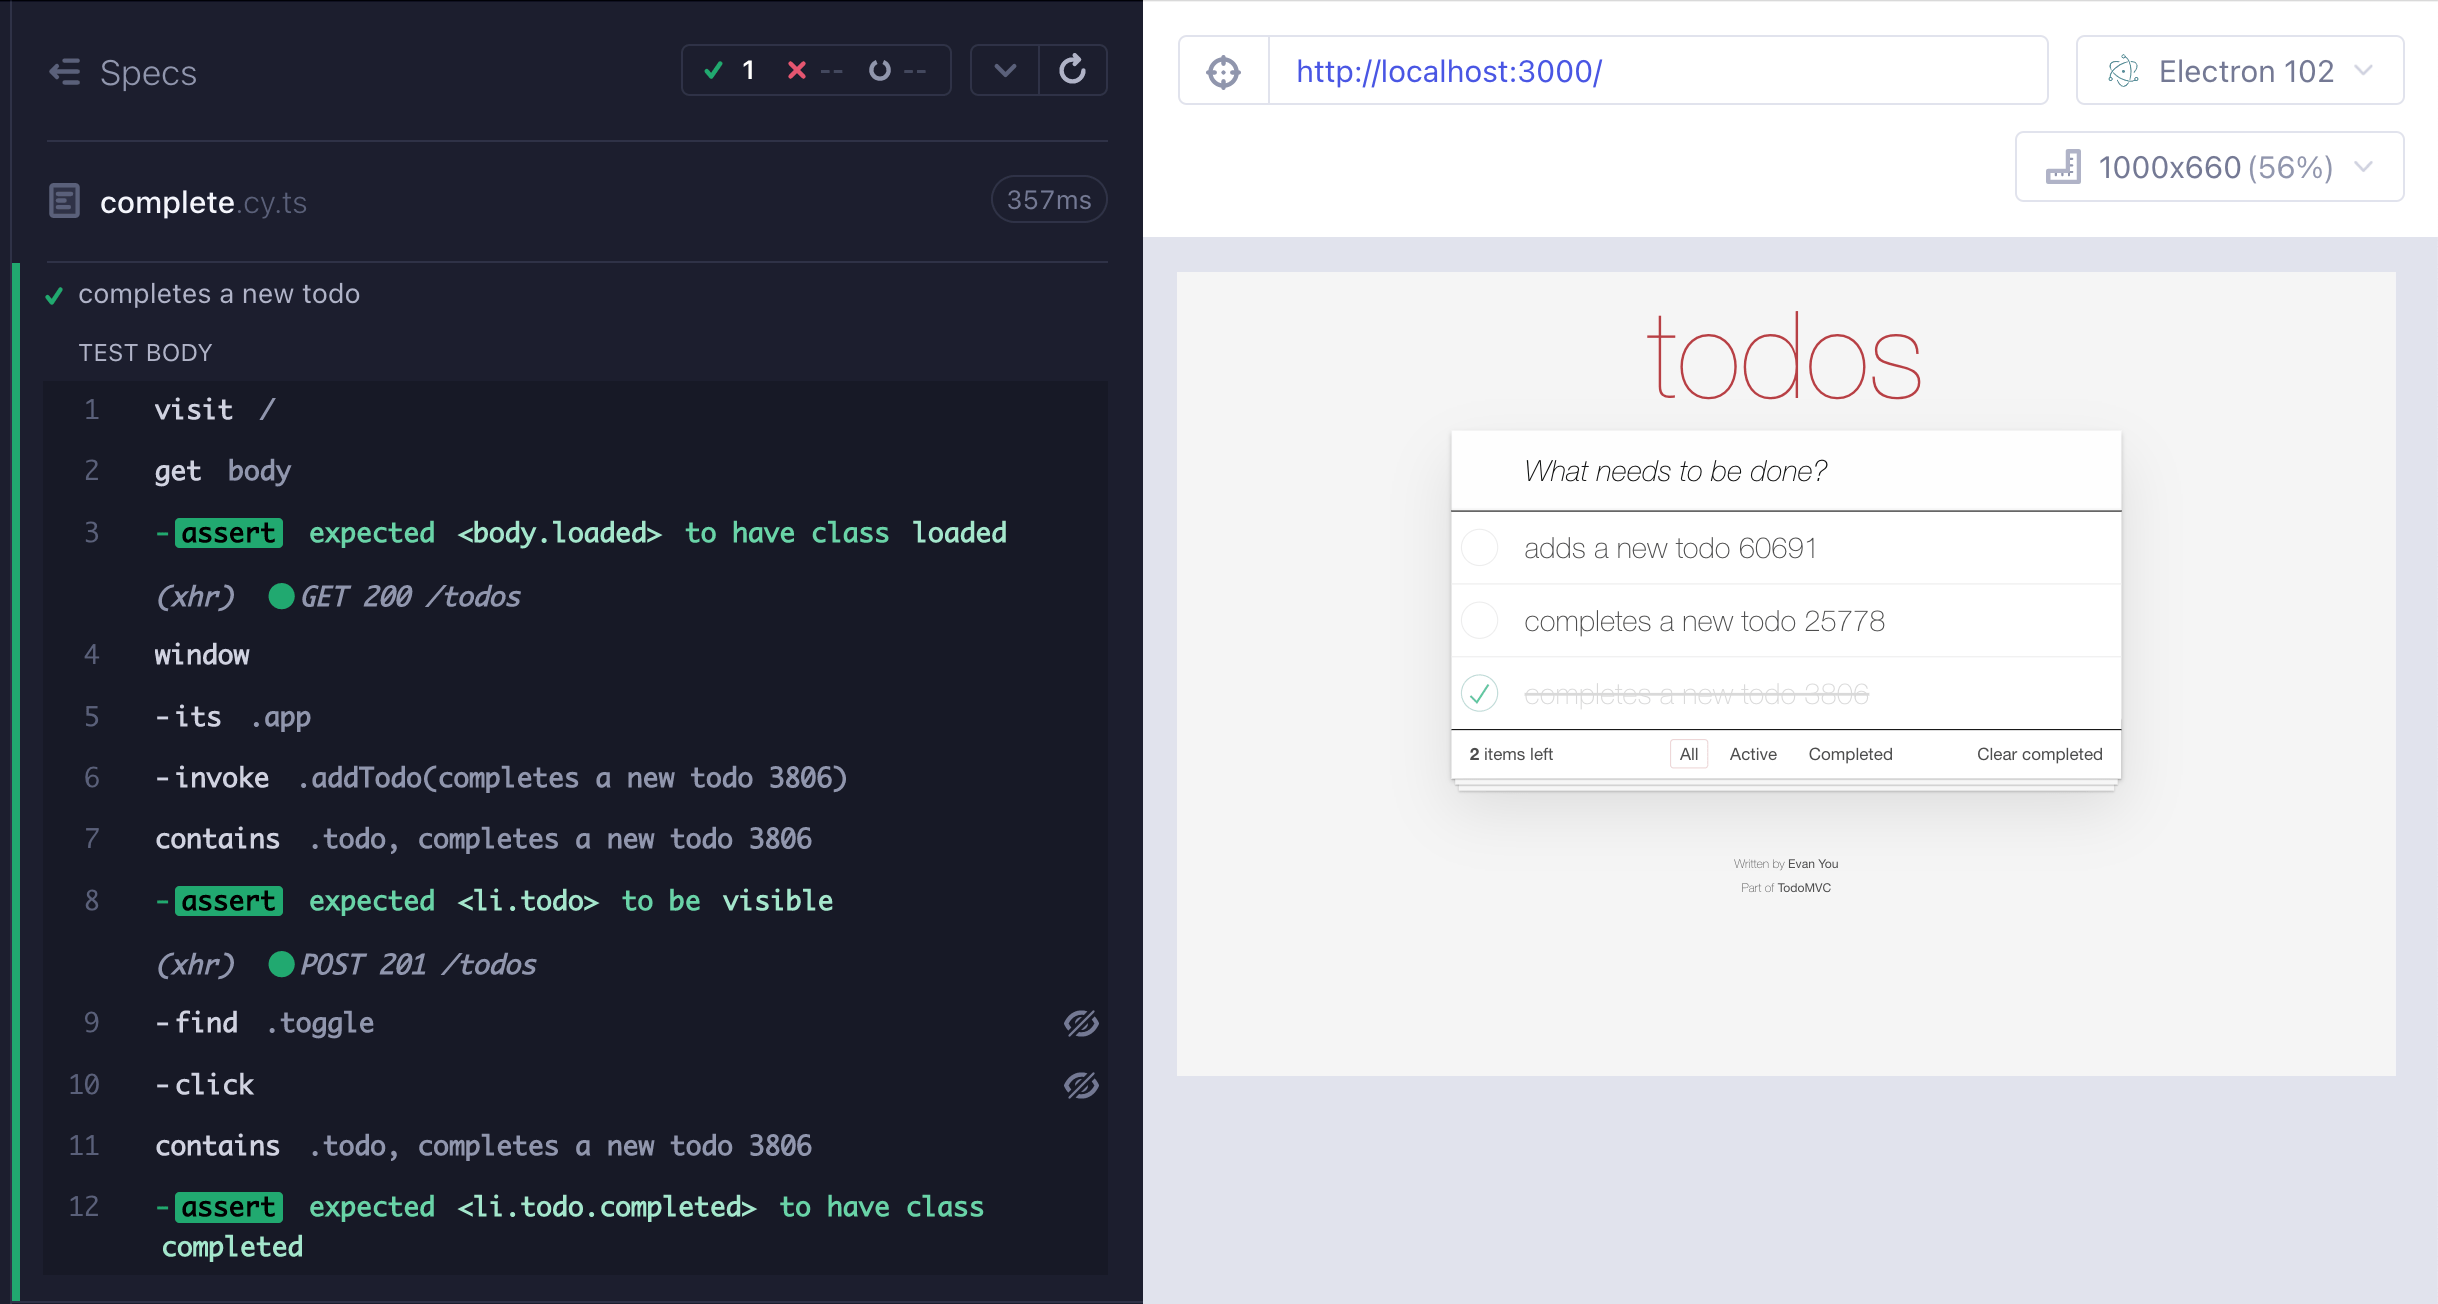 Specs
1 -- --
complete.cy.ts 357ms
completes a new todo
TEST BODY
1 visit /
2 get body
3 -assert expected <body.loaded> to have class loaded
(xhr) GET 200 /todos
4 window
5 -its .app
6 -invoke .addTodo(completes a new todo 3806)
7 contains .todo, completes a new todo 3806
8 -assert expected <li.todo> to be visible
(xhr) POST 201 /todos
9 -find .toggle
10 -click
11 contains .todo, completes a new todo 3806
12 -assert expected <li.todo.completed> to have class
completed
http://localhost:3000/
Electron 102
1000x660 (56%)
todos
What needs to be done?
adds a new todo 60691
completes a new todo 25778
completes a new todo 3806
2 items left All Active Completed Clear completed
Written by Evan You
Part of TodoMVC